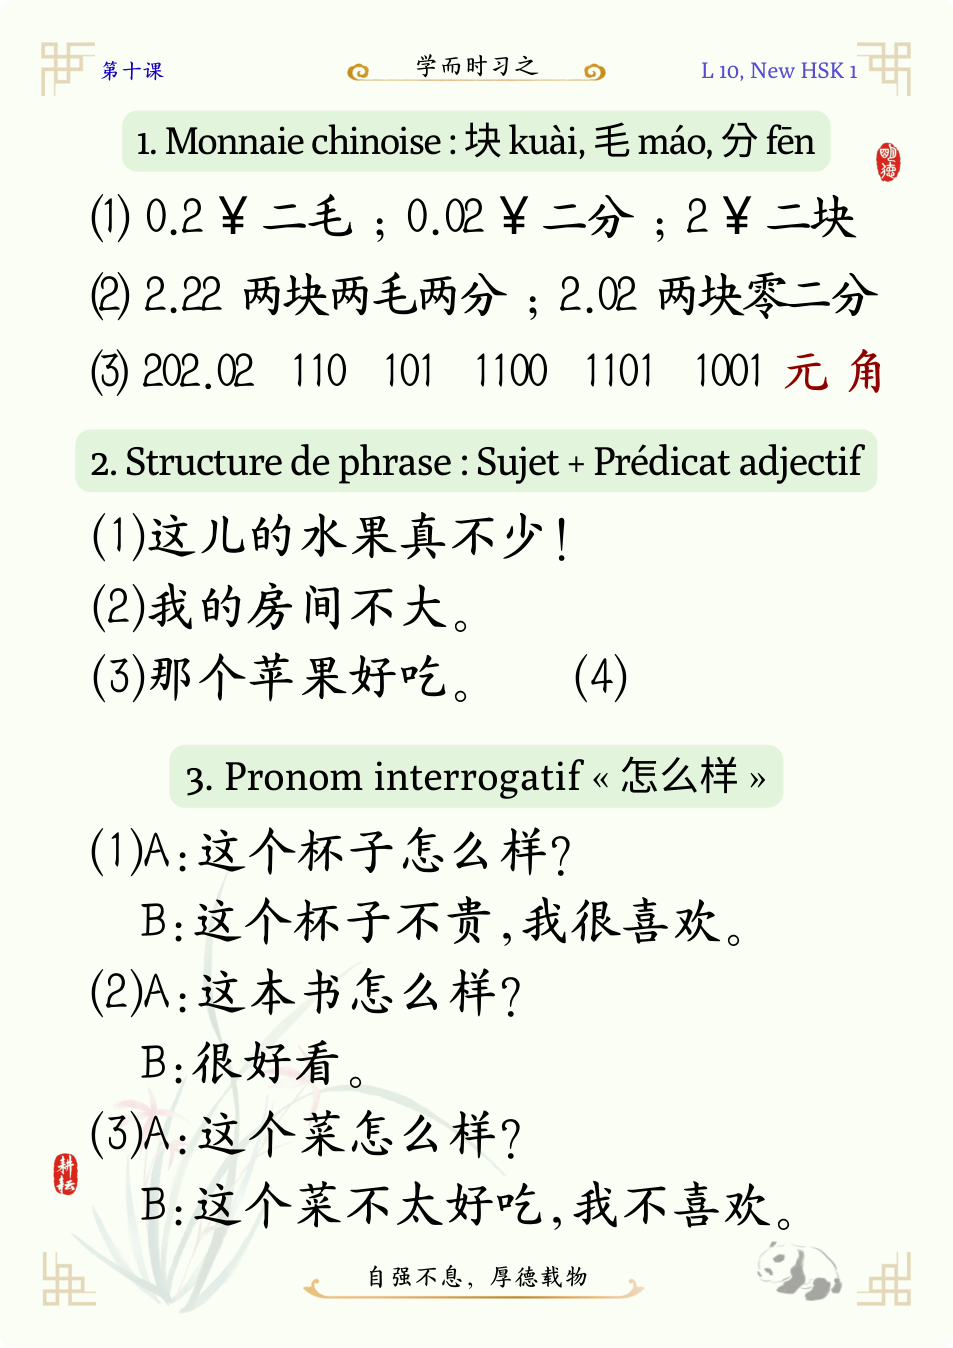 第十课
学而时习之
L 10, New HSK 1
1. Monnaie chinoise : 块 kuài, 毛 máo, 分 fēn
明德
(1) 0.2 ¥ 二毛 ; 0.02 ¥ 二分 ; 2 ¥ 二块
(2) 2.22 两块两毛两分 ; 2.02 两块零二分
(3) 202.02 110 101 1100 1101 1001 元 角
2. Structure de phrase : Sujet + Prédicat adjectif
(1)这儿的水果真不少!
(2)我的房间不大。
(3)那个苹果好吃。 (4)
3. Pronom interrogatif « 怎么样 »
(1)A:这个杯子怎么样?
B:这个杯子不贵,我很喜欢。
(2)A:这本书怎么样?
B:很好看。
(3)A:这个菜怎么样?
耕耘
B:这个菜不太好吃,我不喜欢。
自强不息，厚德载物